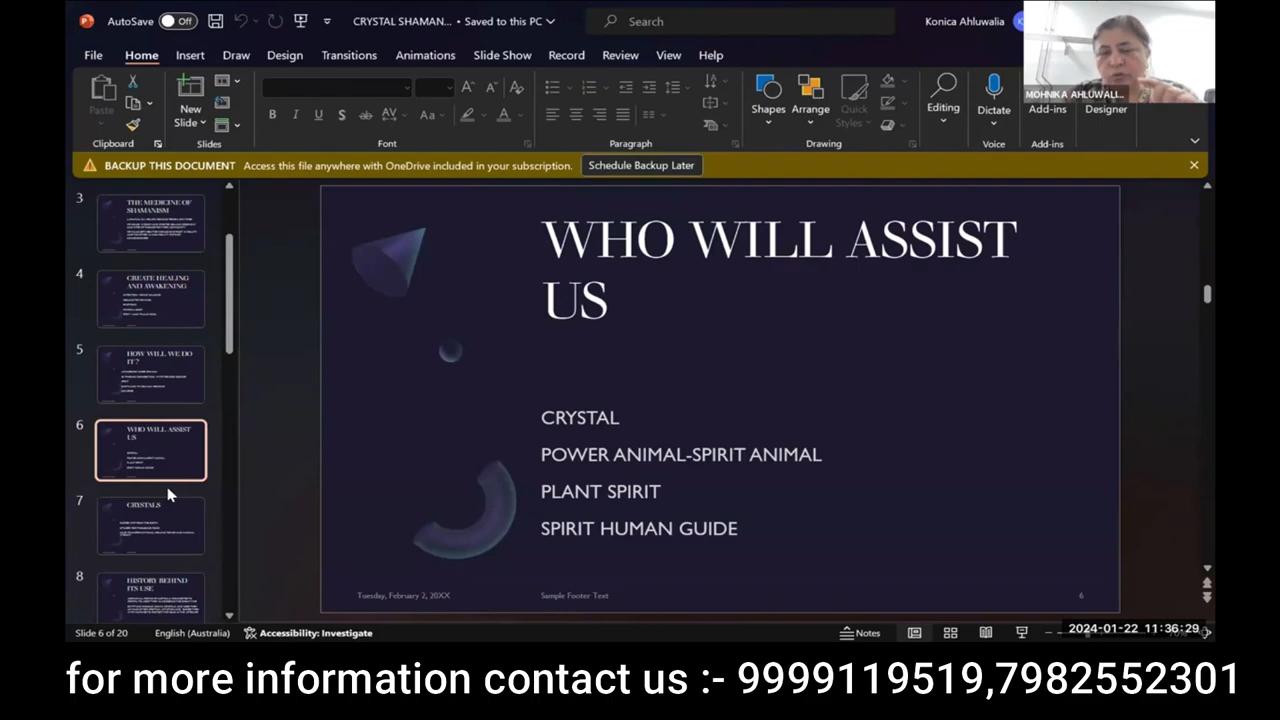 AutoSave Off CRYSTAL SHAMAN... • Saved to this PC Search Konica Ahluwalia
File Home Insert Draw Design Transitions Animations Slide Show Record Review View Help
MOHNIKA AHLUWALI...
Paste New Slide Shapes Arrange Quick Styles Editing Dictate Add-ins Designer
Clipboard Slides Font Paragraph Drawing Voice Add-ins
BACKUP THIS DOCUMENT Access this file anywhere with OneDrive included in your subscription. Schedule Backup Later
3
THE MEDICINE OF
SHAMANISM
4
CREATE HEALING
AND AWAKENING
5
HOW WILL WE DO
IT?
6
WHO WILL ASSIST
US
7
CRYSTALS
8
HISTORY BEHIND
ITS USE
WHO WILL ASSIST
US
CRYSTAL
POWER ANIMAL-SPIRIT ANIMAL
PLANT SPIRIT
SPIRIT HUMAN GUIDE
Tuesday, February 2, 20XX Sample Footer Text 6
Slide 6 of 20 English (Australia) Accessibility: Investigate Notes 2024-01-22 11:36:29
for more information contact us :- 9999119519,7982552301